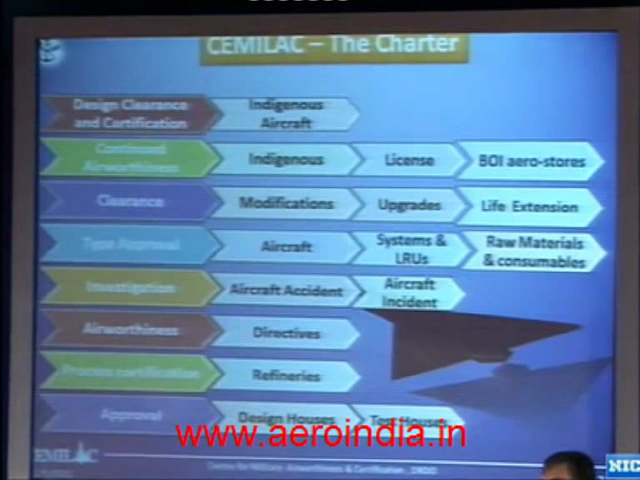 CEMILAC – The Charter
Design Clearance
and Cartification
Indigenous
Aircraft
Continued
Airworthiness
Indigenous
License
BOI aero-stores
Clearance
Modifications
Upgrades
Life Extension
Type Approval
Aircraft
Systems &
LRUs
Raw Materials
& consumables
Investigation
Aircraft Accident
Aircraft
Incident
Airworthiness
Directives
Process certification
Refineries
Approval
Design Houses
Test Houses
www.aeroindia.in
EMILAC
Centre for Military Airworthiness & Certification , DRDO
NIC